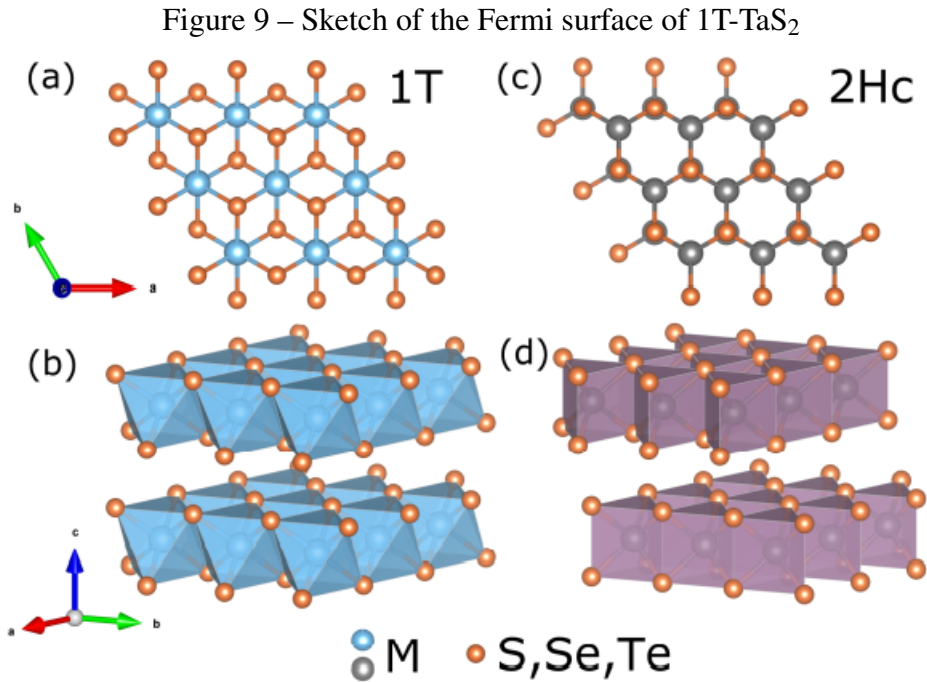 Figure 9 – Sketch of the Fermi surface of 1T-TaS2
(a) 1T
(c) 2Hc
b
a
(b)
(d)
c
a
b
M S,Se,Te